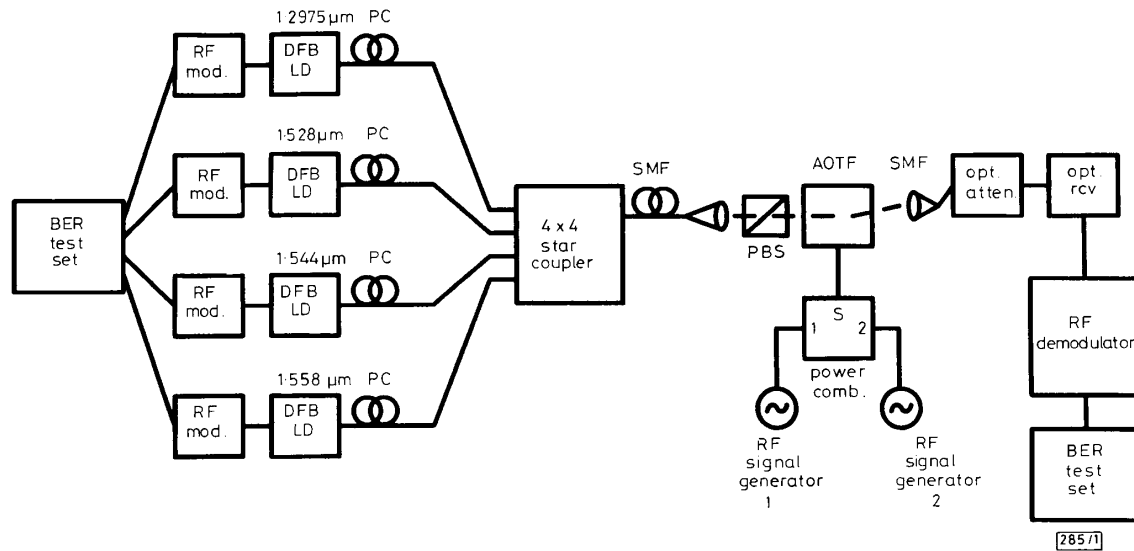 1·2975µm PC
RF
mod.
DFB
LD
1·528µm PC
RF
mod.
DFB
LD
BER
test
set
1·544µm PC
RF
mod.
DFB
LD
1·558µm PC
RF
mod.
DFB
LD
4 x 4
star
coupler
SMF
PBS
AOTF
SMF
opt.
atten.
opt.
rcv
S
1 2
power
comb.
RF
signal
generator
1
RF
signal
generator
2
RF
demodulator
BER
test
set
285/1